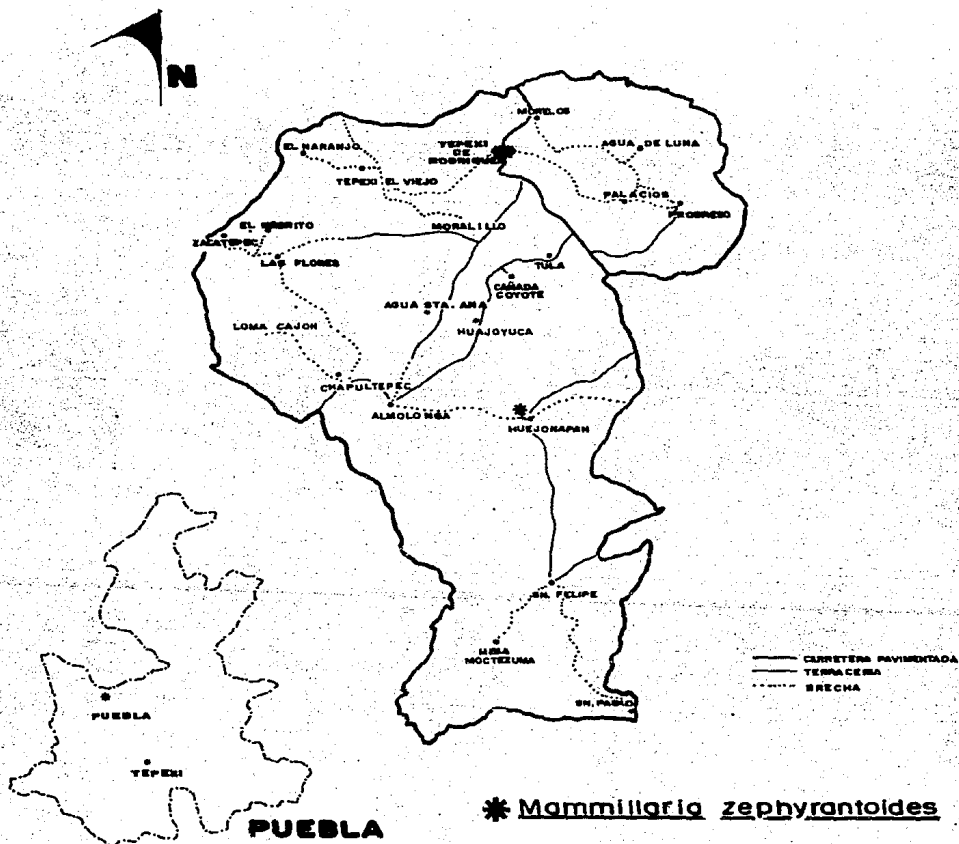 N
MORELOS
EL NARANJO
TEPEXI
DE
RODRIGUEZ
AGUA DE LUNA
TEPEXI EL VIEJO
PALACIOS
PROGRESO
MORALILLO
ZACATEPEC
LAS FLORES
TULA
CAÑADA
COYOTE
AGUA STA. ANA
HUAJOYUCA
LOMA CAJON
CHAPULTEPEC
ALMOLONGA
HUEJONAPAN
SN. FELIPE
MESA
MOCTEZUMA
SN. PABLO
CARRETERA PAVIMENTADA
TERRACERIA
BRECHA
PUEBLA
TEPEXI
PUEBLA
Mammillaria zephyrantoides